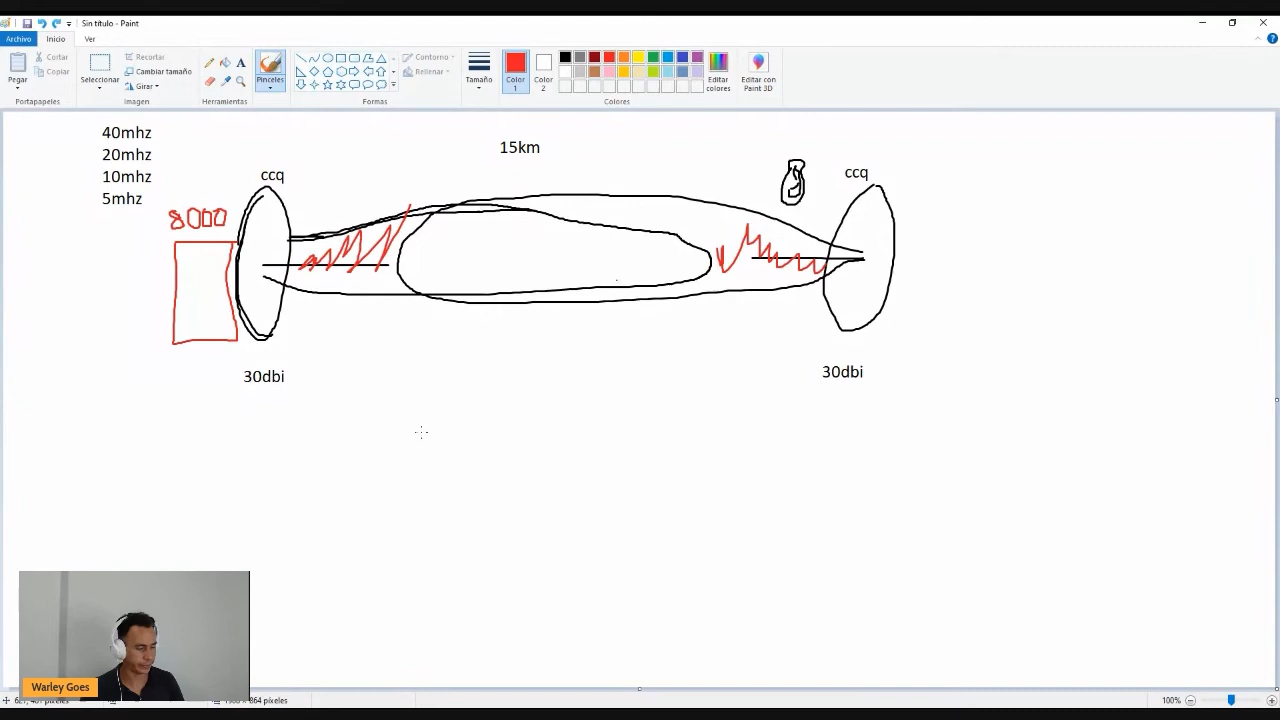 Sin título - Paint
Archivo Inicio Ver
Pegar
Cortar
Copiar
Portapapeles
Seleccionar
Recortar
Cambiar tamaño
Girar
Imagen
A
Herramientas
Pinceles
Contorno
Rellenar
Formas
Tamaño
Color 1
Color 2
Editar colores
Colores
Editar con Paint 3D
40mhz
20mhz
10mhz
5mhz
15km
ccq
ccq
8000
30dbi
30dbi
Warley Goes
100%